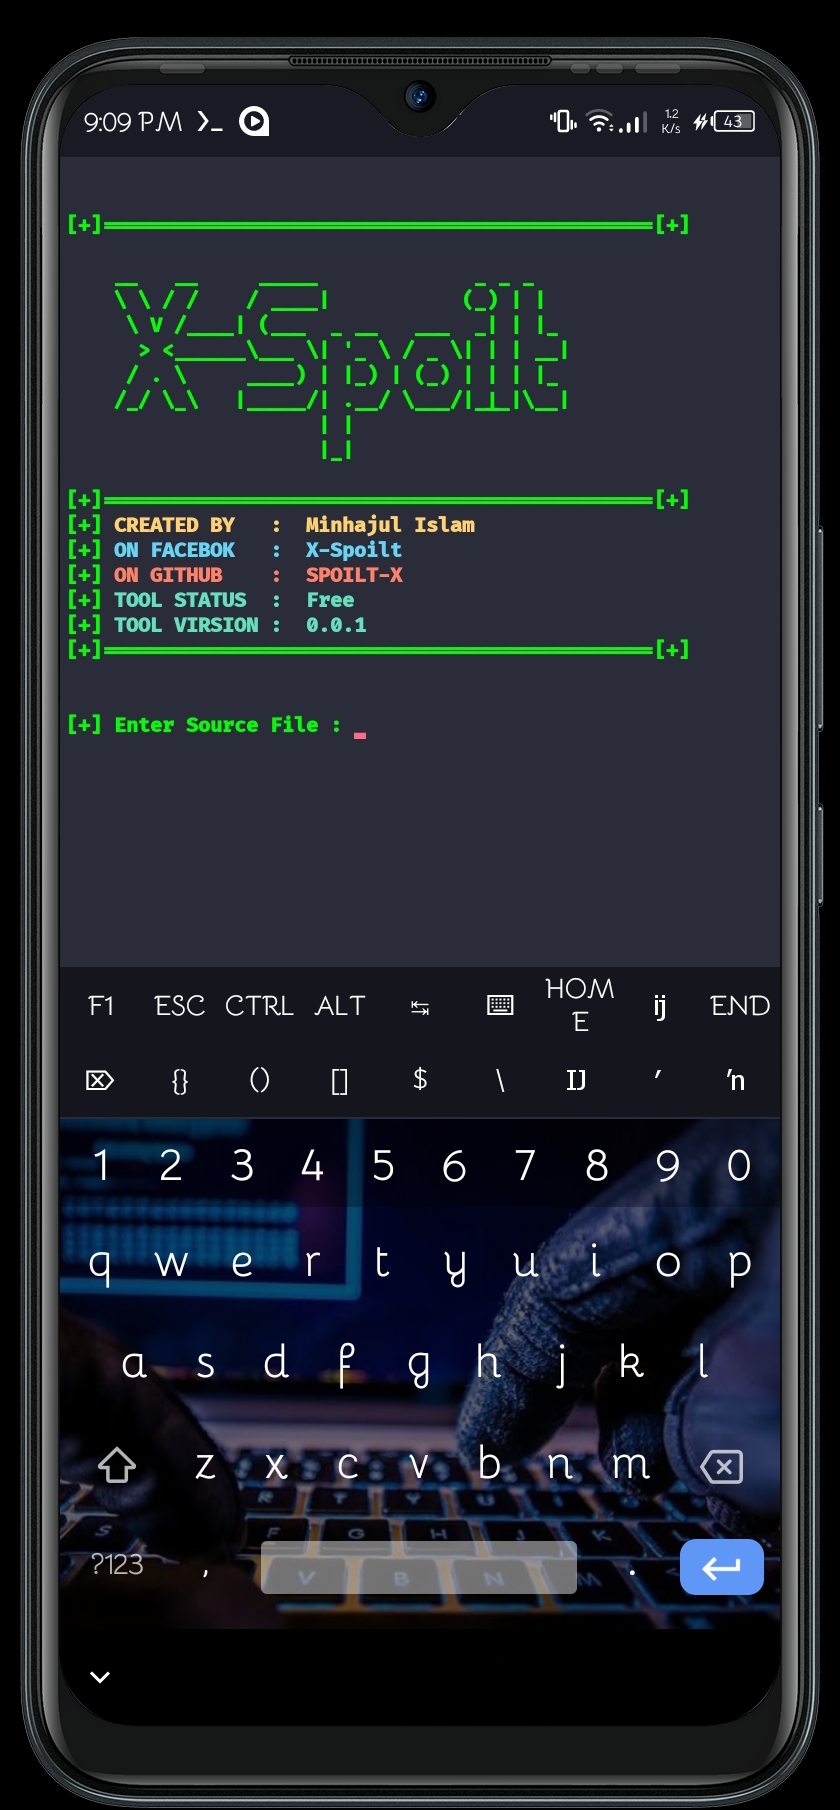 9:09 PM
1.2
K/s
43
[+]══════════════════════[+]
X-Spoilt
[+]══════════════════════[+]
[+] CREATED BY : Minhajul Islam
[+] ON FACEBOK : X-Spoilt
[+] ON GITHUB : SPOILT-X
[+] TOOL STATUS : Free
[+] TOOL VIRSION : 0.0.1
[+]══════════════════════[+]
[+] Enter Source File :
F1 ESC CTRL ALT ↹ HOME ĳ END
⌦ {} () [] $ \ Ĳ ′ ŉ
1 2 3 4 5 6 7 8 9 0
q w e r t y u i o p
a s d f g h j k l
z x c v b n m
?123 , .